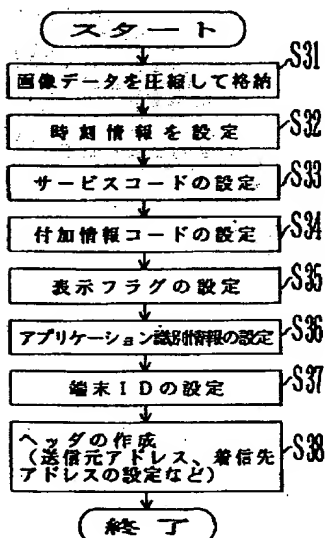 スタート
画像データを圧縮して格納
S31
時刻情報を設定
S32
サービスコードの設定
S33
付加情報コードの設定
S34
表示フラグの設定
S35
アプリケーション識別情報の設定
S36
端末IDの設定
S37
ヘッダの作成
(送信元アドレス、着信先
アドレスの設定など)
S38
終了